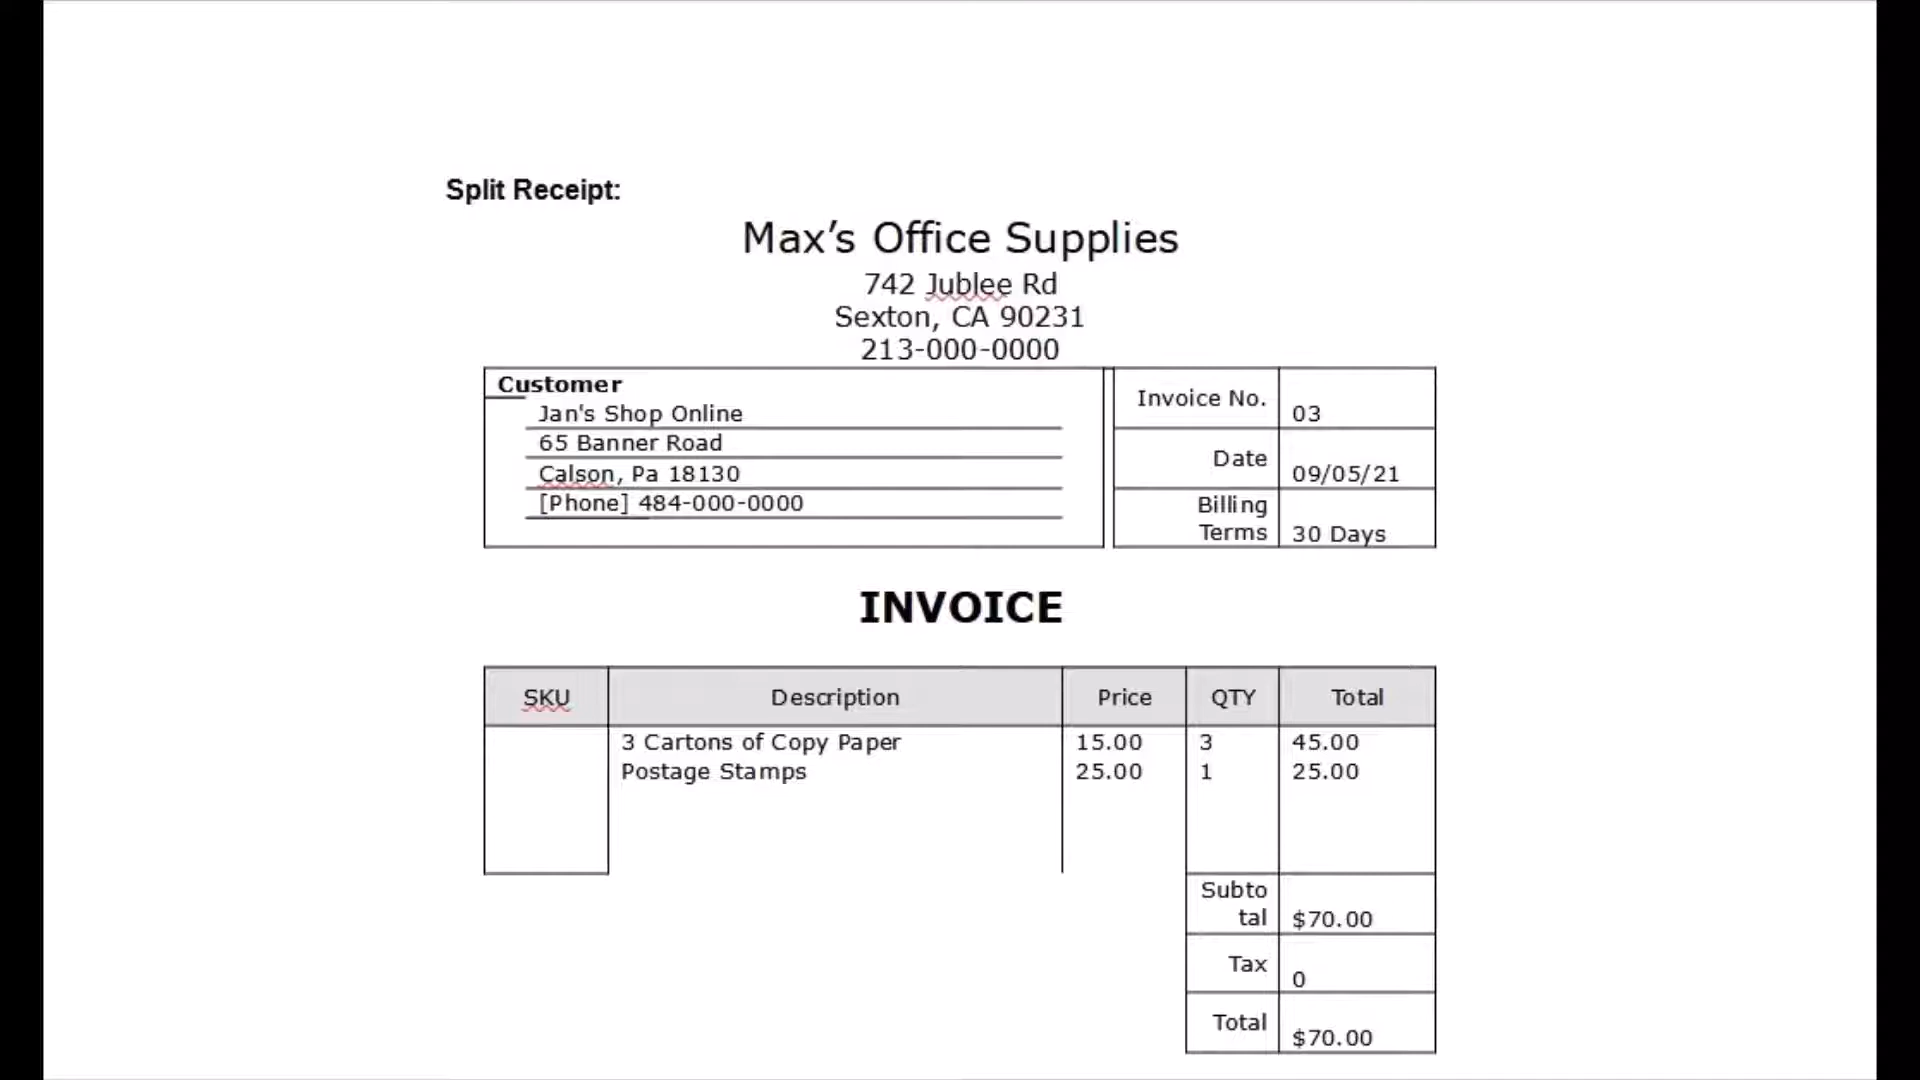 Split Receipt:
Max’s Office Supplies
742 Jublee Rd
Sexton, CA 90231
213-000-0000
Customer
Jan's Shop Online
65 Banner Road
Calson, Pa 18130
[Phone] 484-000-0000
Invoice No. 03
Date 09/05/21
Billing
Terms 30 Days
INVOICE
SKU Description Price QTY Total
3 Cartons of Copy Paper 15.00 3 45.00
Postage Stamps 25.00 1 25.00
Subto
tal $70.00
Tax 0
Total $70.00